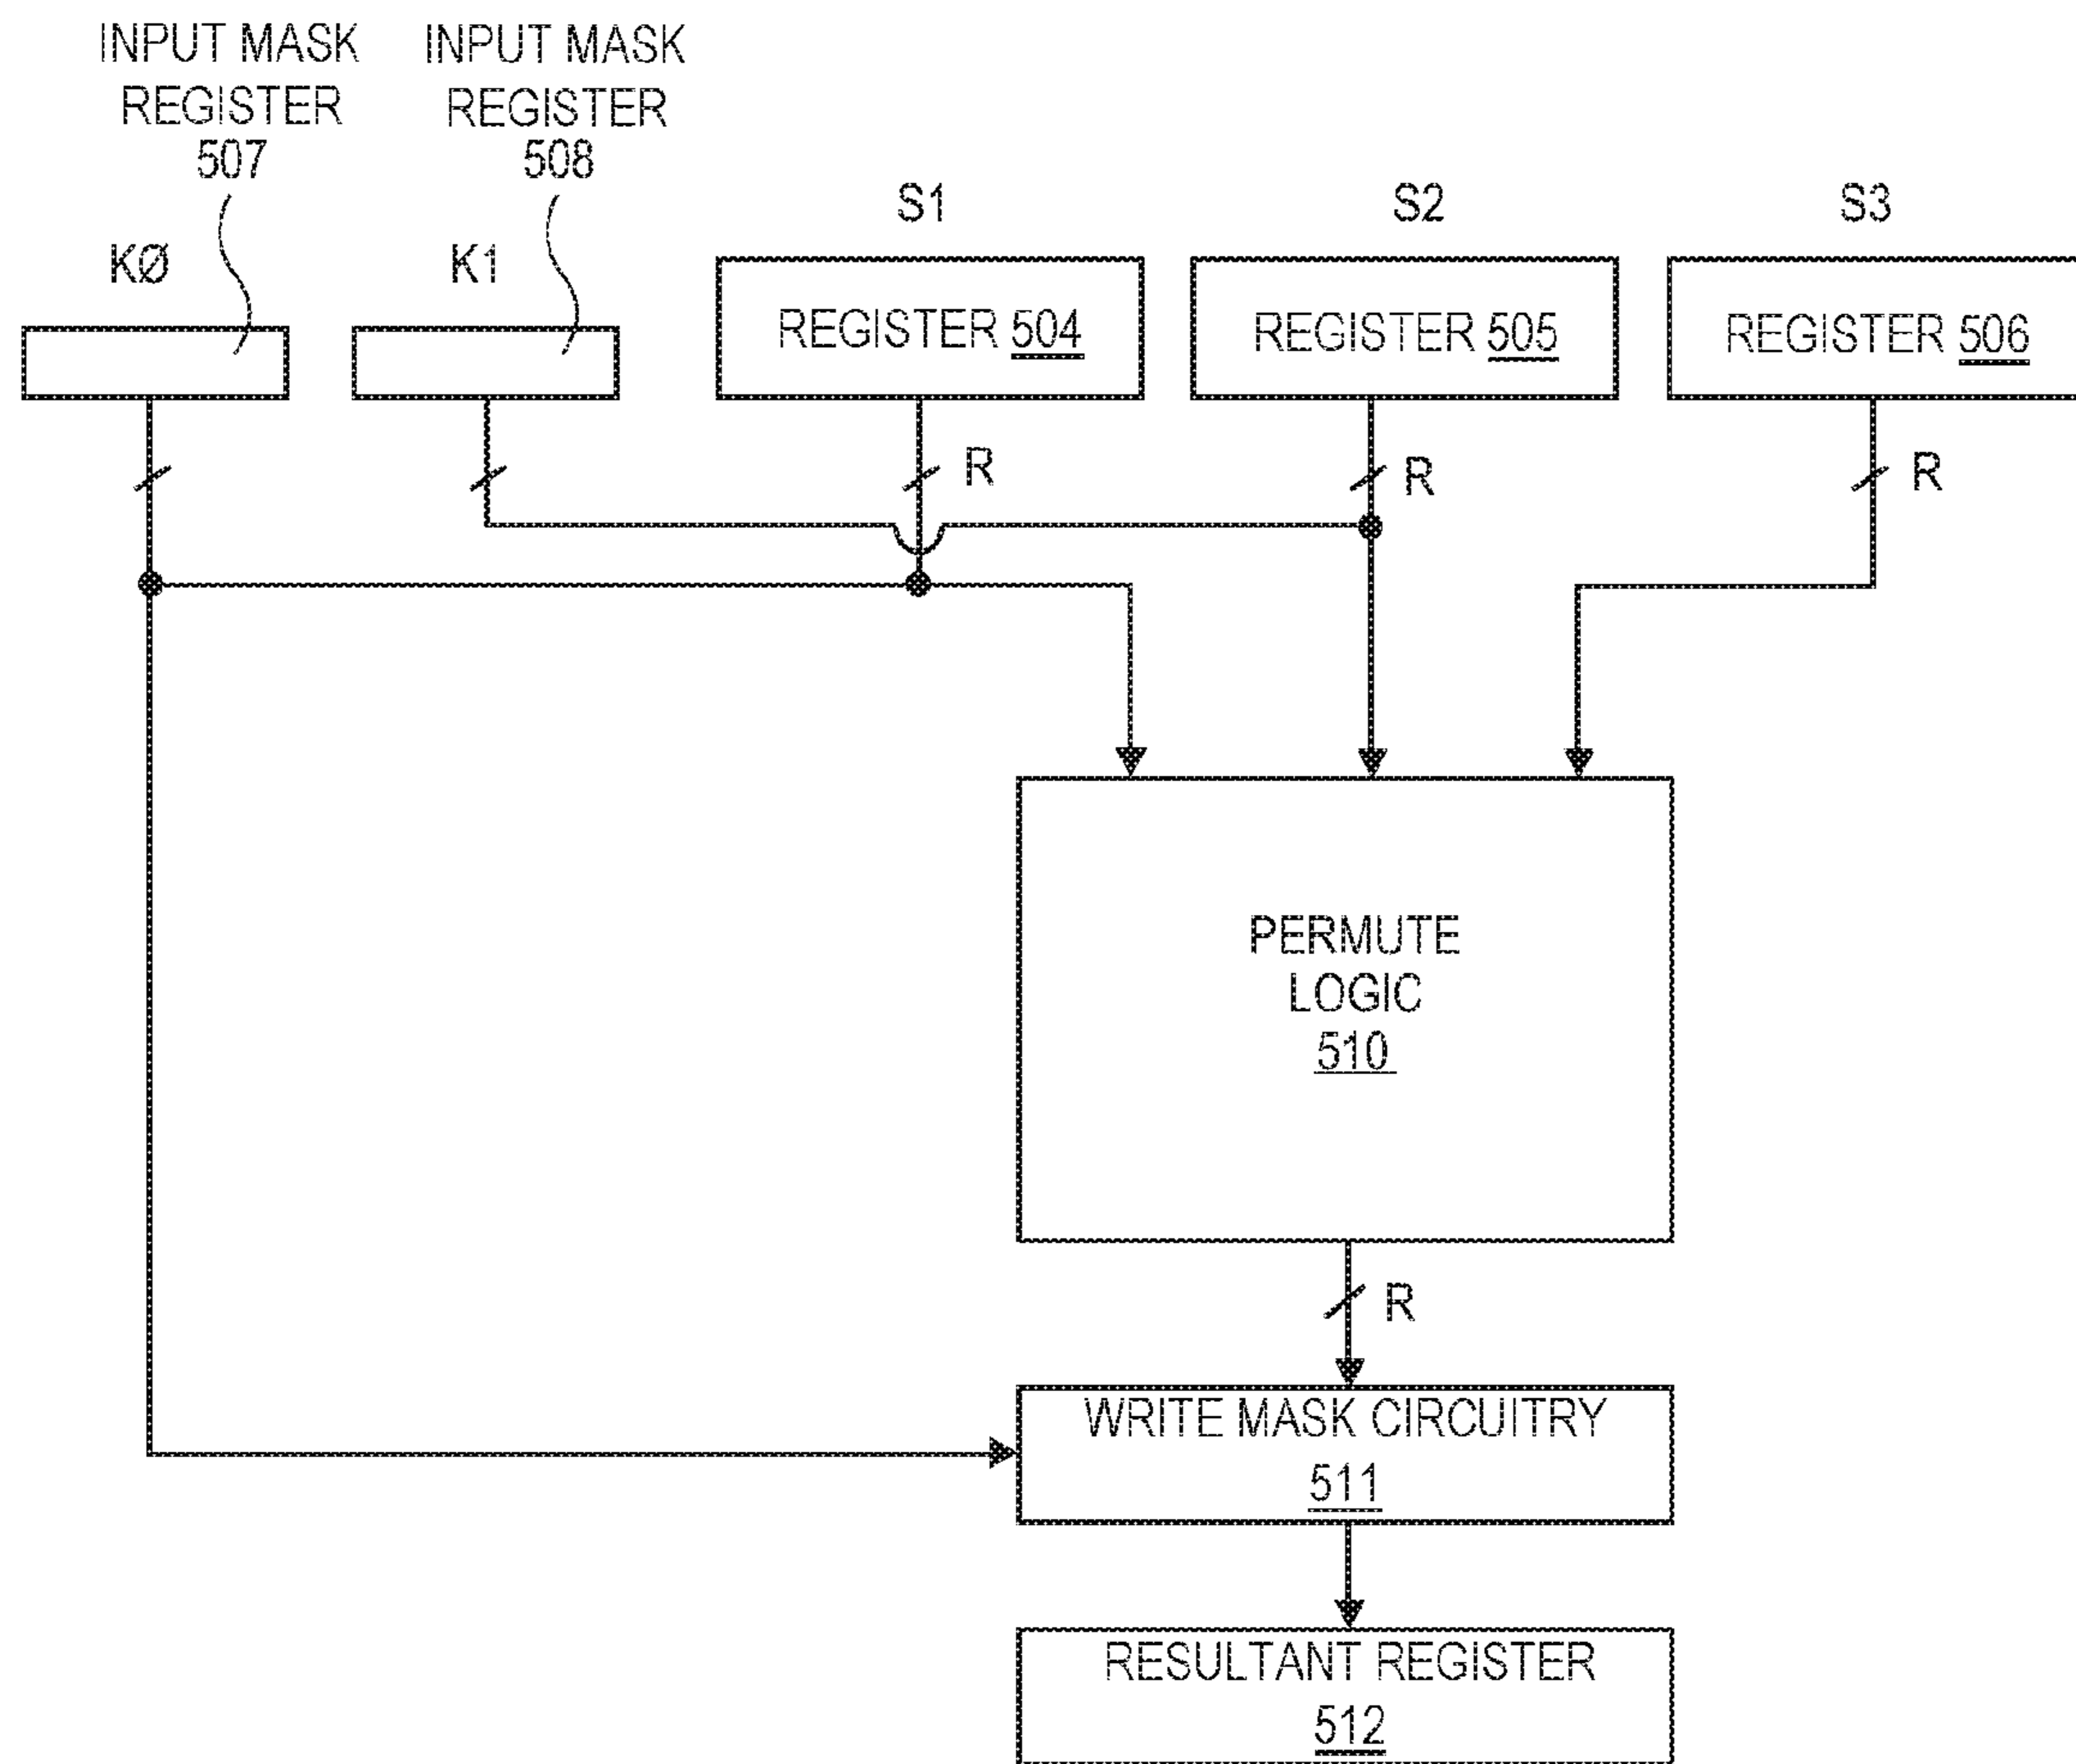 INPUT MASK
REGISTER
507
INPUT MASK
REGISTER
508
KØ
K1
S1
S2
S3
REGISTER 504
REGISTER 505
REGISTER 506
R
R
R
PERMUTE
LOGIC
510
R
WRITE MASK CIRCUITRY
511
RESULTANT REGISTER
512